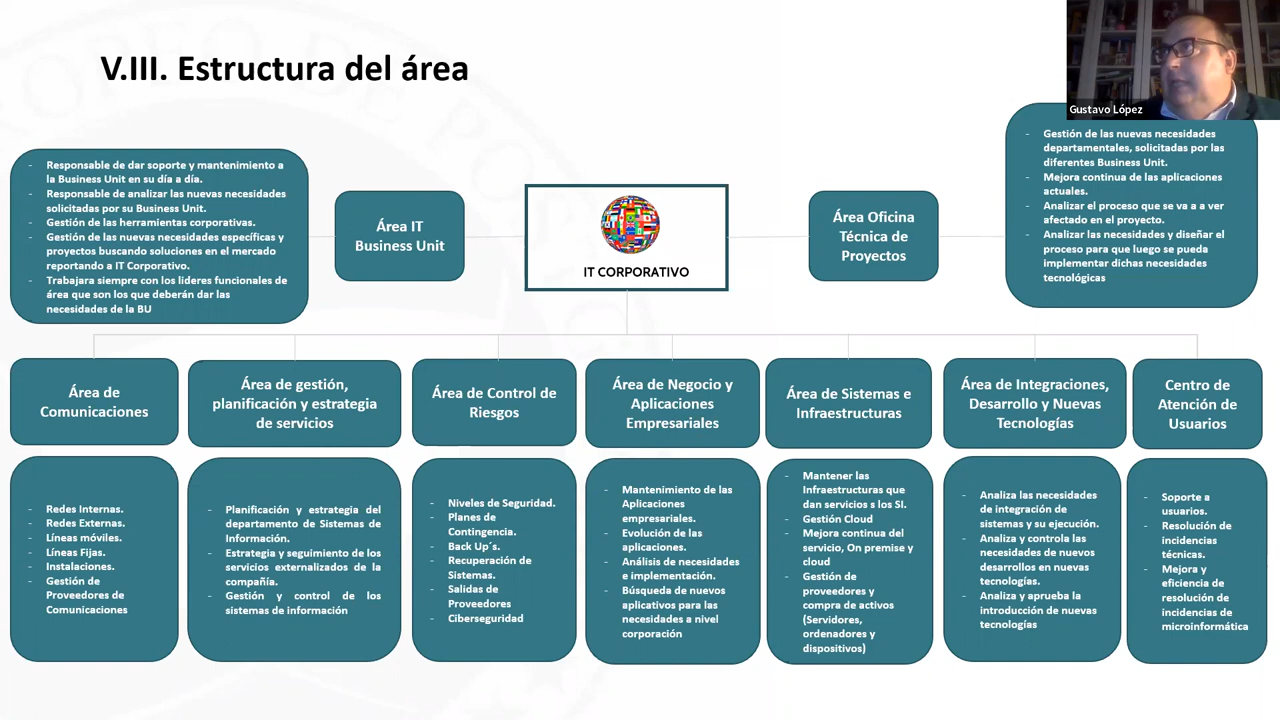 V.III. Estructura del área
Gustavo López
- Responsable de dar soporte y mantenimiento a
la Business Unit en su día a día.
- Responsable de analizar las nuevas necesidades
solicitadas por su Business Unit.
- Gestión de las herramientas corporativas.
- Gestión de las nuevas necesidades específicas y
proyectos buscando soluciones en el mercado
reportando a IT Corporativo.
- Trabajara siempre con los lideres funcionales de
área que son los que deberán dar las
necesidades de la BU
Área IT
Business Unit
IT CORPORATIVO
Área Oficina
Técnica de
Proyectos
- Gestión de las nuevas necesidades
departamentales, solicitadas por las
diferentes Business Unit.
- Mejora continua de las aplicaciones
actuales.
- Analizar el proceso que se va a a ver
afectado en el proyecto.
- Analizar las necesidades y diseñar el
proceso para que luego se pueda
implementar dichas necesidades
tecnológicas
Área de
Comunicaciones
Área de gestión,
planificación y estrategia
de servicios
Área de Control de
Riesgos
Área de Negocio y
Aplicaciones
Empresariales
Área de Sistemas e
Infraestructuras
Área de Integraciones,
Desarrollo y Nuevas
Tecnologías
Centro de
Atención de
Usuarios
- Redes Internas.
- Redes Externas.
- Líneas móviles.
- Líneas Fijas.
- Instalaciones.
- Gestión de
Proveedores de
Comunicaciones
- Planificación y estrategia del
departamento de Sistemas de
Información.
- Estrategia y seguimiento de los
servicios externalizados de la
compañía.
- Gestión y control de los
sistemas de información
- Niveles de Seguridad.
- Planes de
Contingencia.
- Back Up´s.
- Recuperación de
Sistemas.
- Salidas de
Proveedores
- Ciberseguridad
- Mantenimiento de las
Aplicaciones
empresariales.
- Evolución de las
aplicaciones.
- Análisis de necesidades
e implementación.
- Búsqueda de nuevos
aplicativos para las
necesidades a nivel
corporación
- Mantener las
Infraestructuras que
dan servicios s los SI.
- Gestión Cloud
- Mejora continua del
servicio, On premise y
cloud
- Gestión de
proveedores y
compra de activos
(Servidores,
ordenadores y
dispositivos)
- Analiza las necesidades
de integración de
sistemas y su ejecución.
- Analiza y controla las
necesidades de nuevos
desarrollos en nuevas
tecnologías.
- Analiza y aprueba la
introducción de nuevas
tecnologías
- Soporte a
usuarios.
- Resolución de
incidencias
técnicas.
- Mejora y
eficiencia de
resolución de
incidencias de
microinformática